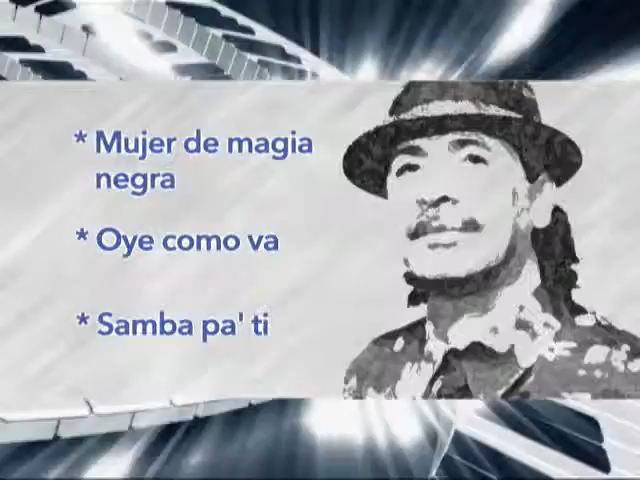 * Mujer de magia
negra
* Oye como va
* Samba pa' ti